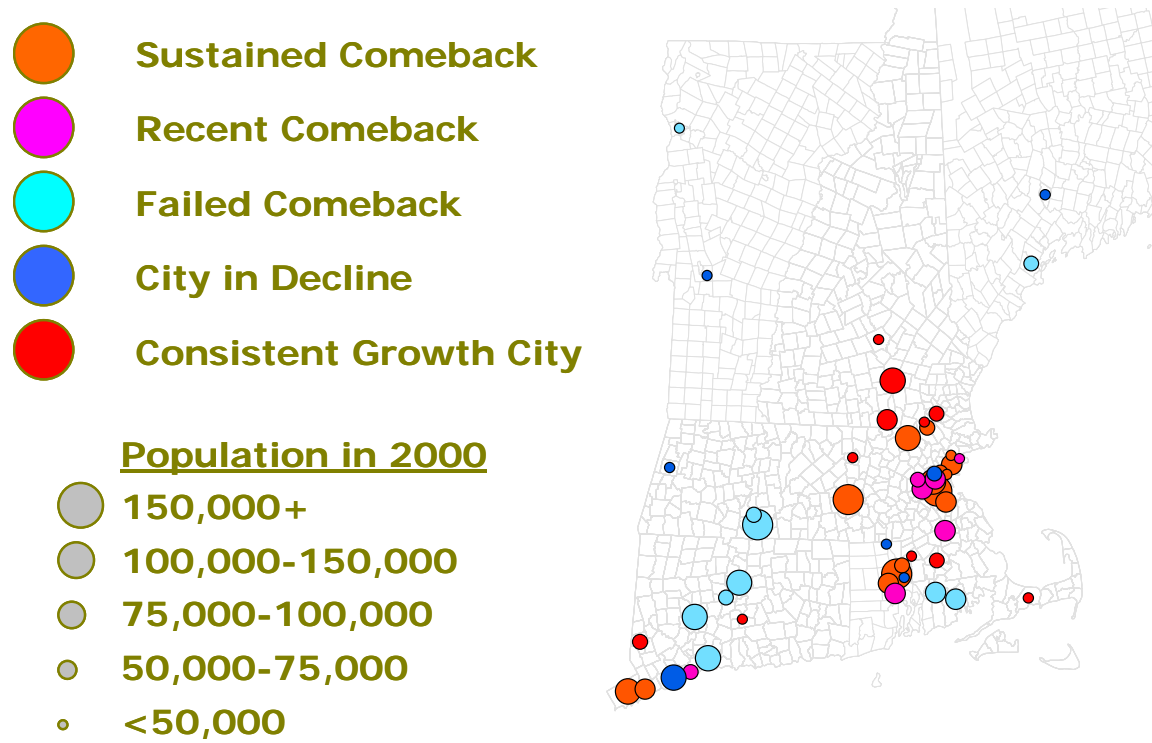 Sustained Comeback
Recent Comeback
Failed Comeback
City in Decline
Consistent Growth City
Population in 2000
150,000+
100,000-150,000
75,000-100,000
50,000-75,000
<50,000